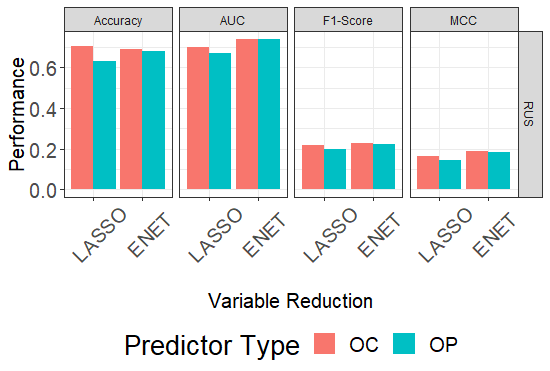 Accuracy AUC F1-Score MCC
Performance
0.6
0.4
0.2
0.0
RUS
LASSO ENET LASSO ENET LASSO ENET LASSO ENET
Variable Reduction
Predictor Type OC OP